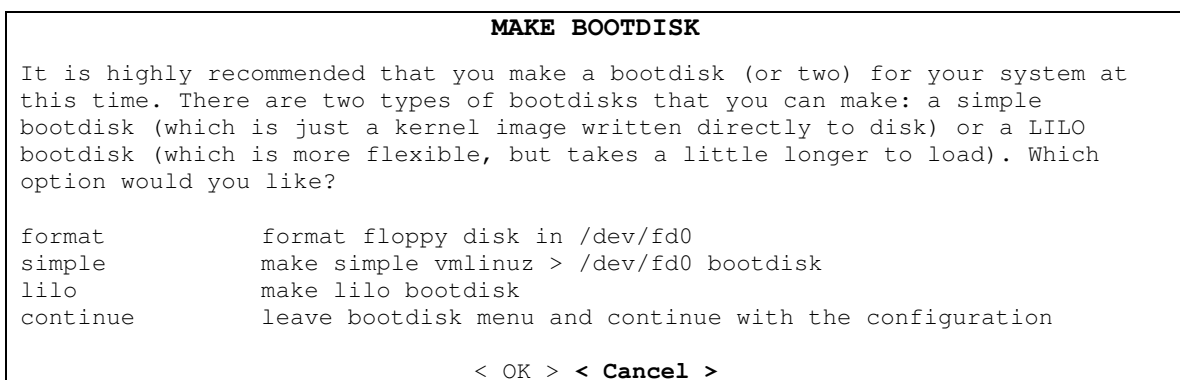 MAKE BOOTDISK
It is highly recommended that you make a bootdisk (or two) for your system at
this time. There are two types of bootdisks that you can make: a simple
bootdisk (which is just a kernel image written directly to disk) or a LILO
bootdisk (which is more flexible, but takes a little longer to load). Which
option would you like?
format format floppy disk in /dev/fd0
simple make simple vmlinuz > /dev/fd0 bootdisk
lilo make lilo bootdisk
continue leave bootdisk menu and continue with the configuration
< OK > < Cancel >